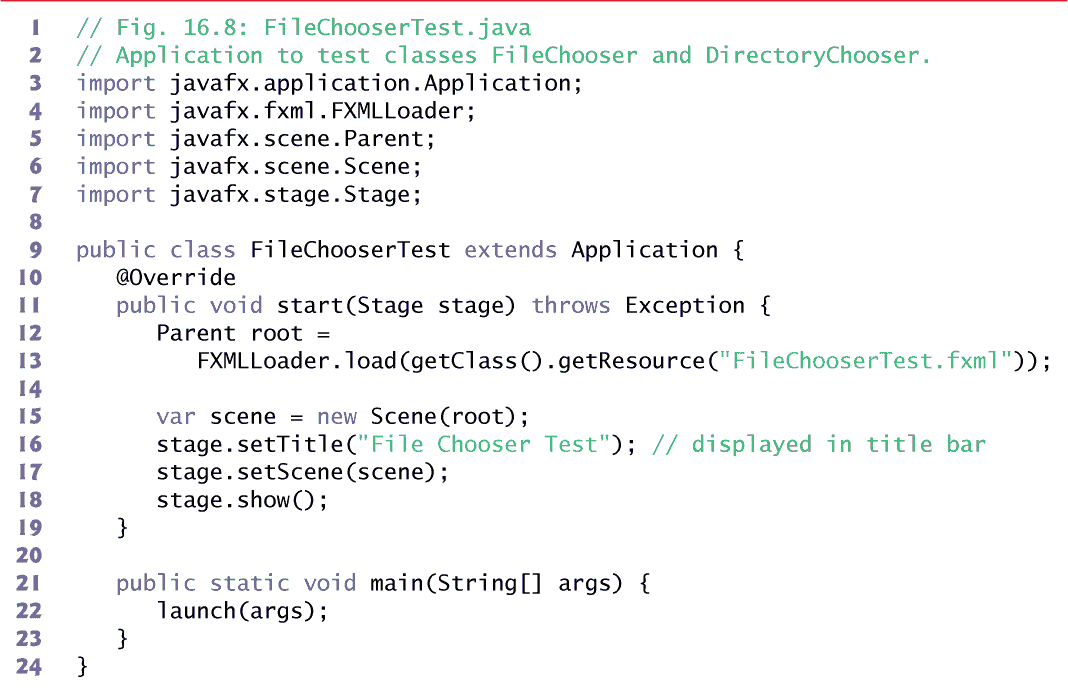 1 // Fig. 16.8: FileChooserTest.java
2 // Application to test classes FileChooser and DirectoryChooser.
3 import javafx.application.Application;
4 import javafx.fxml.FXMLLoader;
5 import javafx.scene.Parent;
6 import javafx.scene.Scene;
7 import javafx.stage.Stage;
8
9 public class FileChooserTest extends Application {
10    @Override
11    public void start(Stage stage) throws Exception {
12       Parent root =
13          FXMLLoader.load(getClass().getResource("FileChooserTest.fxml"));
14
15       var scene = new Scene(root);
16       stage.setTitle("File Chooser Test"); // displayed in title bar
17       stage.setScene(scene);
18       stage.show();
19    }
20
21    public static void main(String[] args) {
22       launch(args);
23    }
24 }